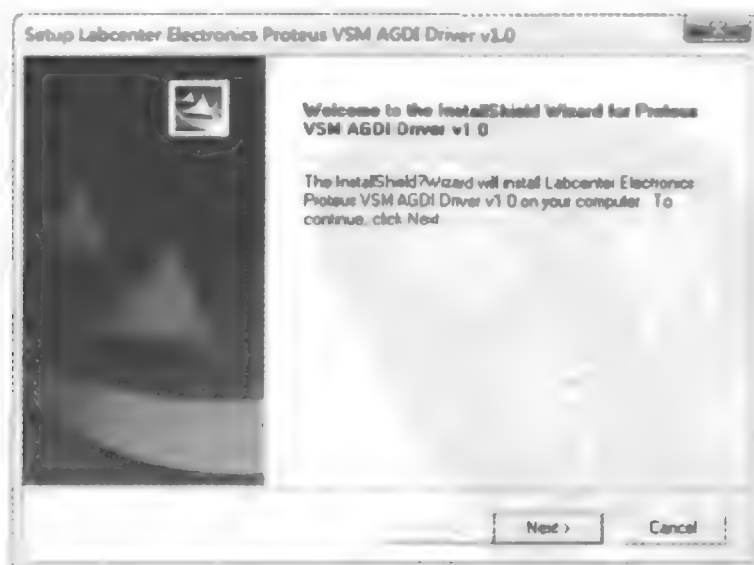 Setup Labcenter Electronics Proteus VSM AGDI Driver v1.0
Welcome to the InstallShield Wizard for Proteus
VSM AGDI Driver v1.0
The InstallShield?Wizard will install Labcenter Electronics
Proteus VSM AGDI Driver v1.0 on your computer. To
continue, click Next
Next >
Cancel